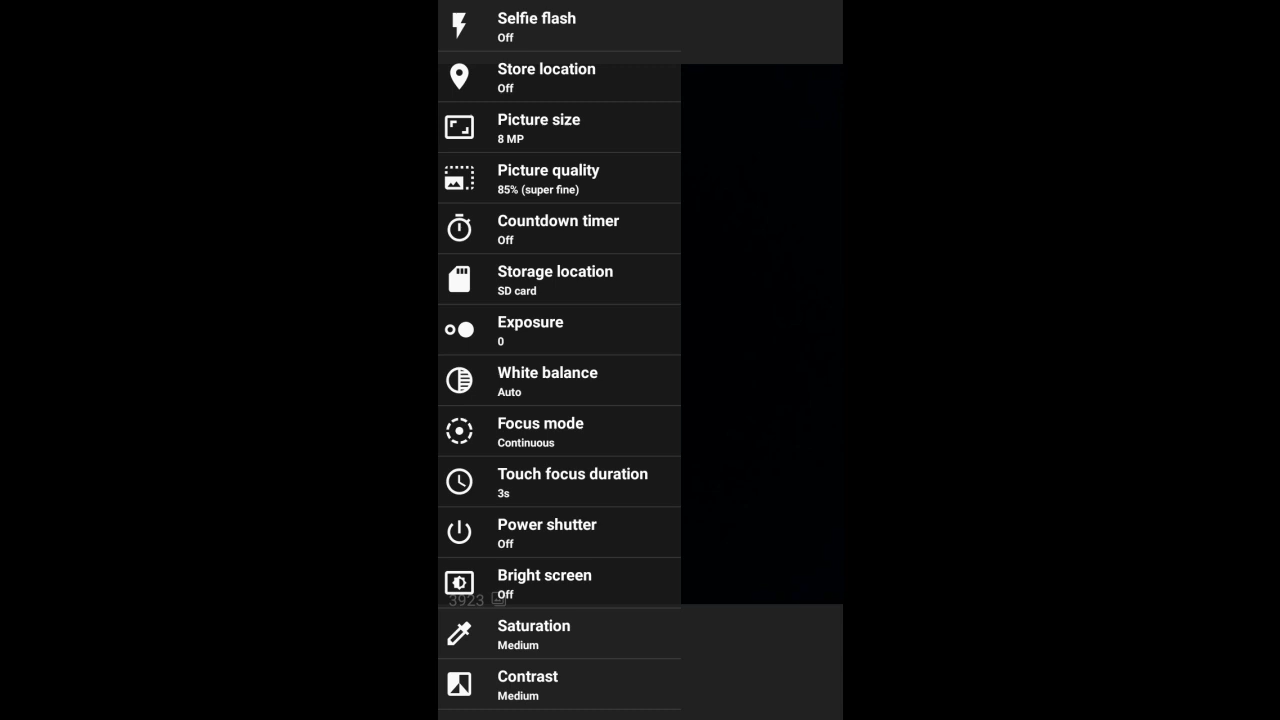 Selfie flash
Off
Store location
Off
Picture size
8 MP
Picture quality
85% (super fine)
Countdown timer
Off
Storage location
SD card
Exposure
0
White balance
Auto
Focus mode
Continuous
Touch focus duration
3s
Power shutter
Off
Bright screen
Off
3923
Saturation
Medium
Contrast
Medium